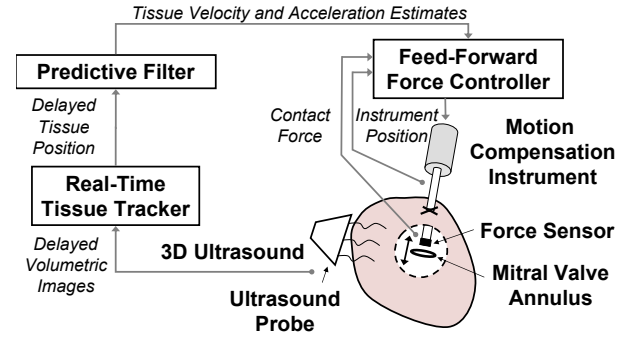 Tissue Velocity and Acceleration Estimates
Predictive Filter
Feed-Forward
Force Controller
Delayed
Tissue
Position
Contact
Force
Instrument
Position
Motion
Compensation
Instrument
Real-Time
Tissue Tracker
Delayed
Volumetric
Images
3D Ultrasound
Ultrasound
Probe
Force Sensor
Mitral Valve
Annulus